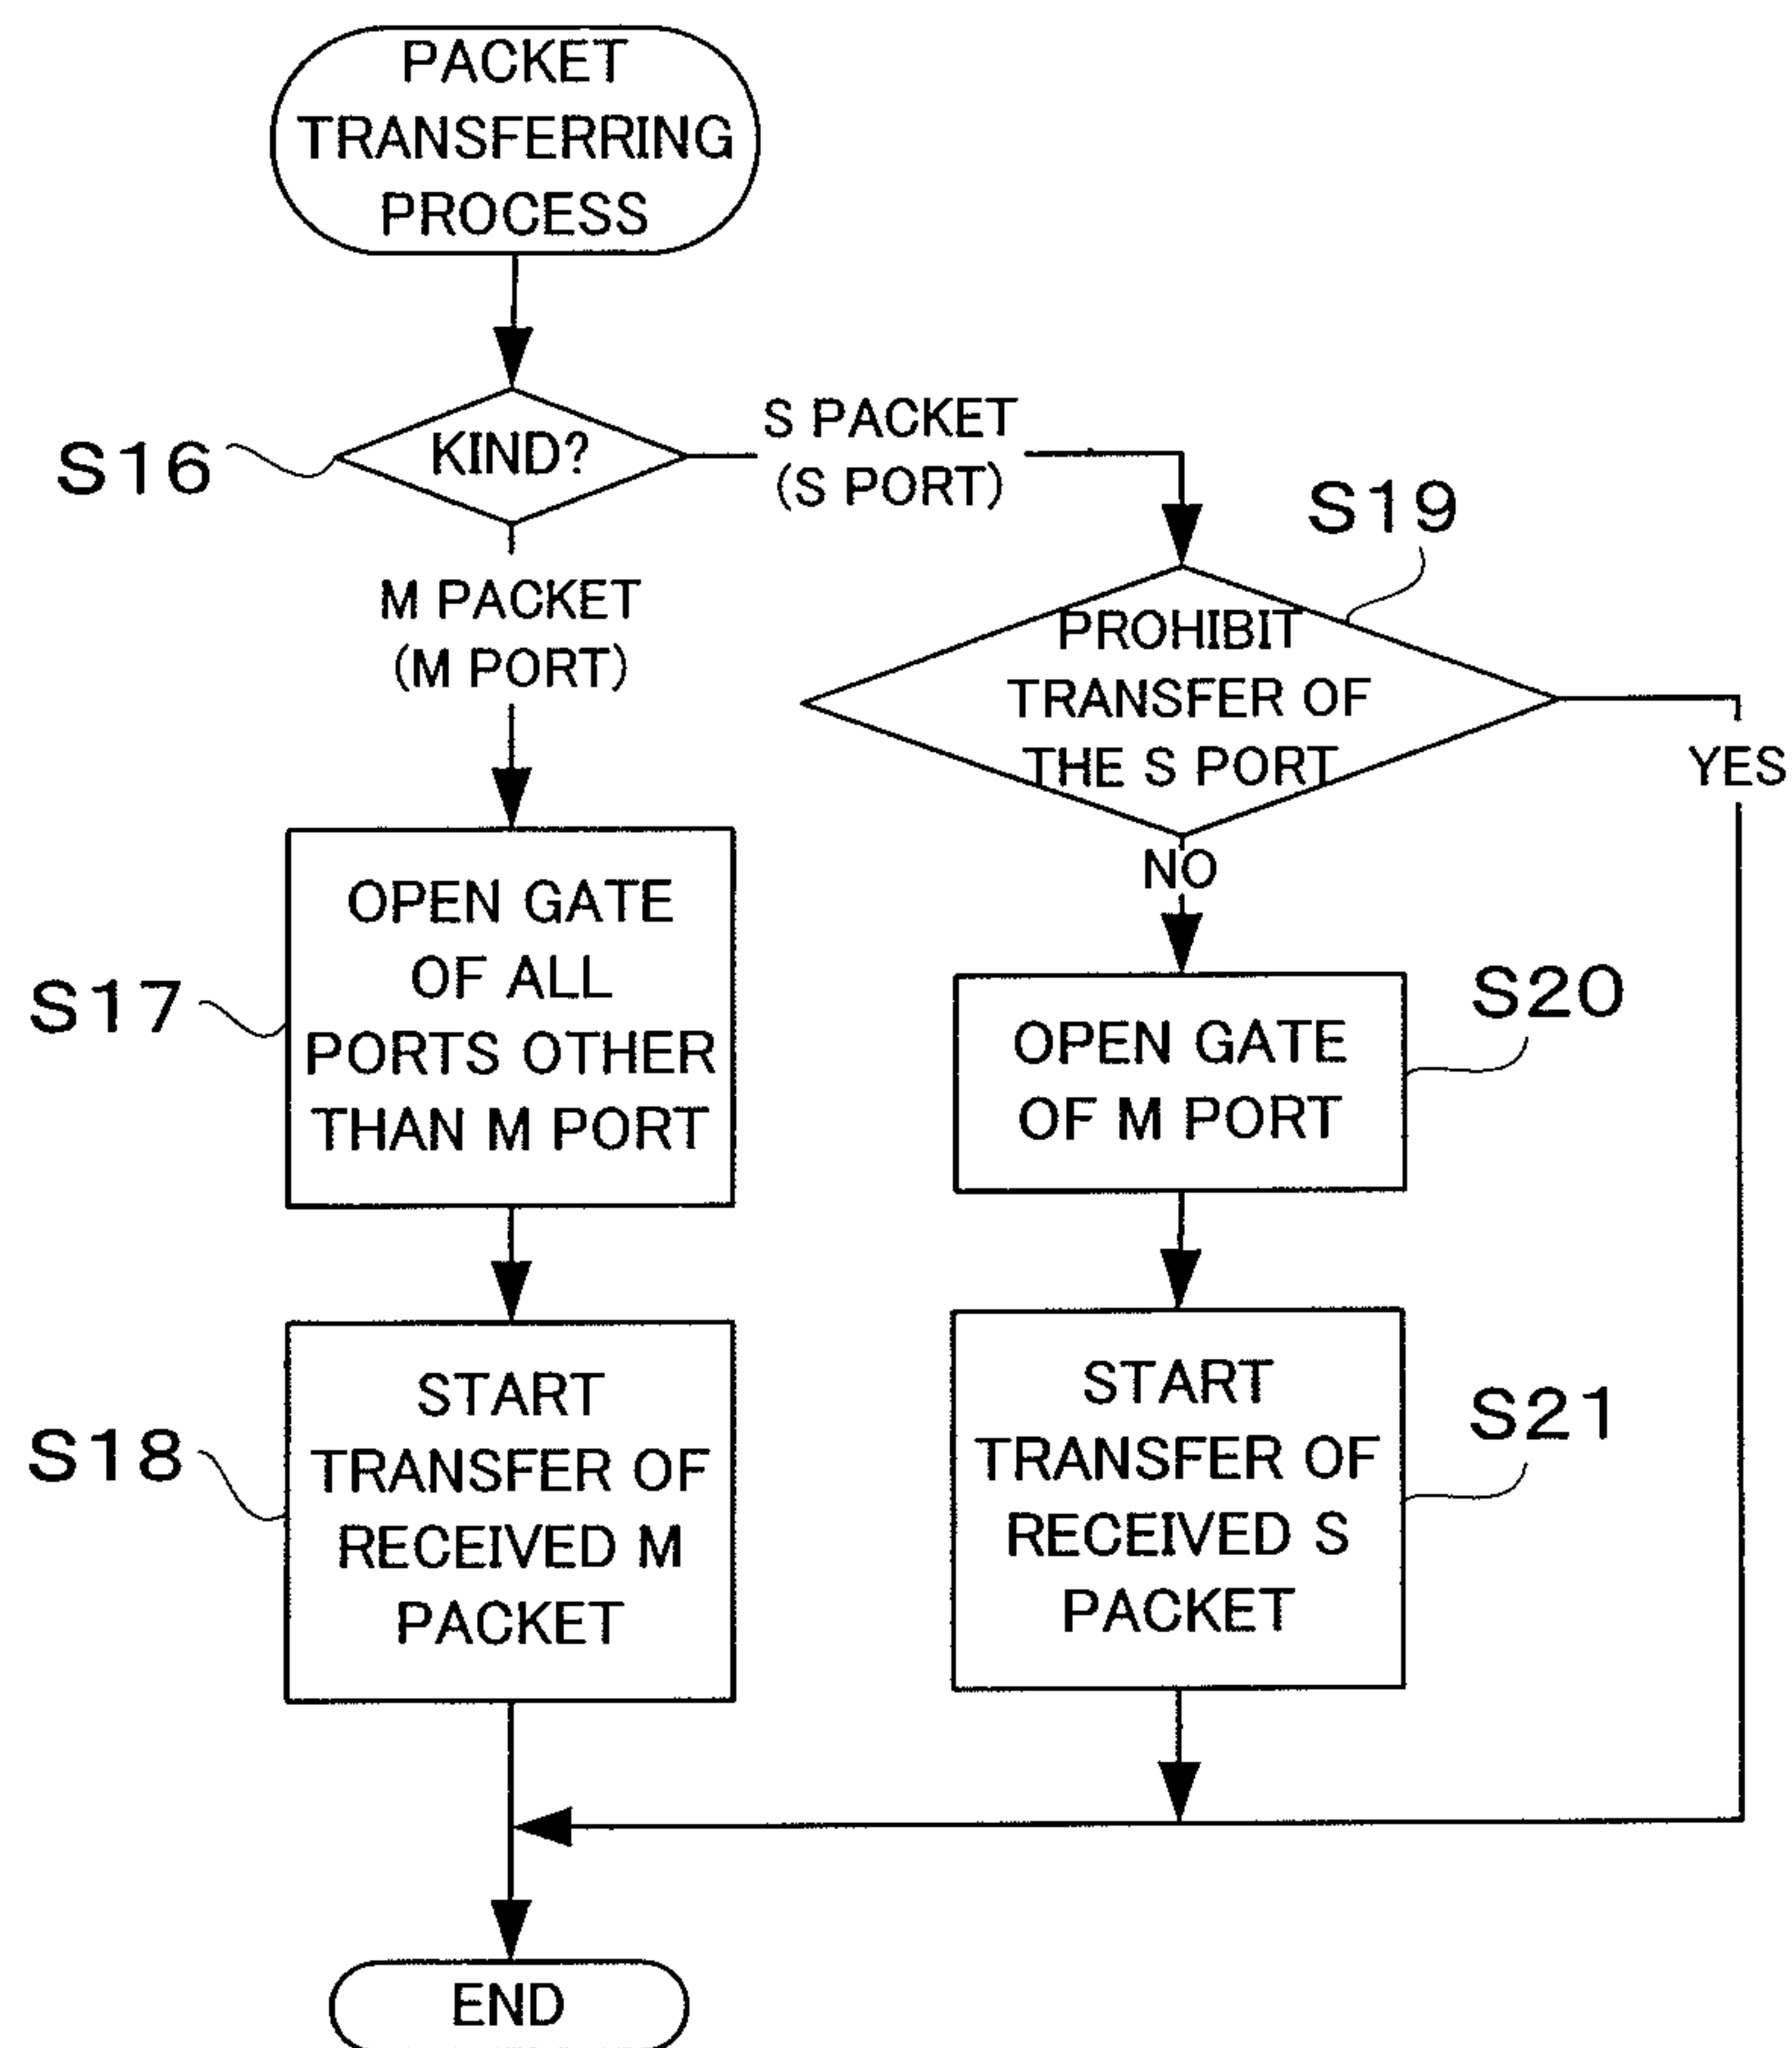 PACKET
TRANSFERRING
PROCESS
S16
KIND?
S PACKET
(S PORT)
M PACKET
(M PORT)
S19
PROHIBIT
TRANSFER OF
THE S PORT
YES
NO
S17
OPEN GATE
OF ALL
PORTS OTHER
THAN M PORT
S20
OPEN GATE
OF M PORT
S18
START
TRANSFER OF
RECEIVED M
PACKET
S21
START
TRANSFER OF
RECEIVED S
PACKET
END